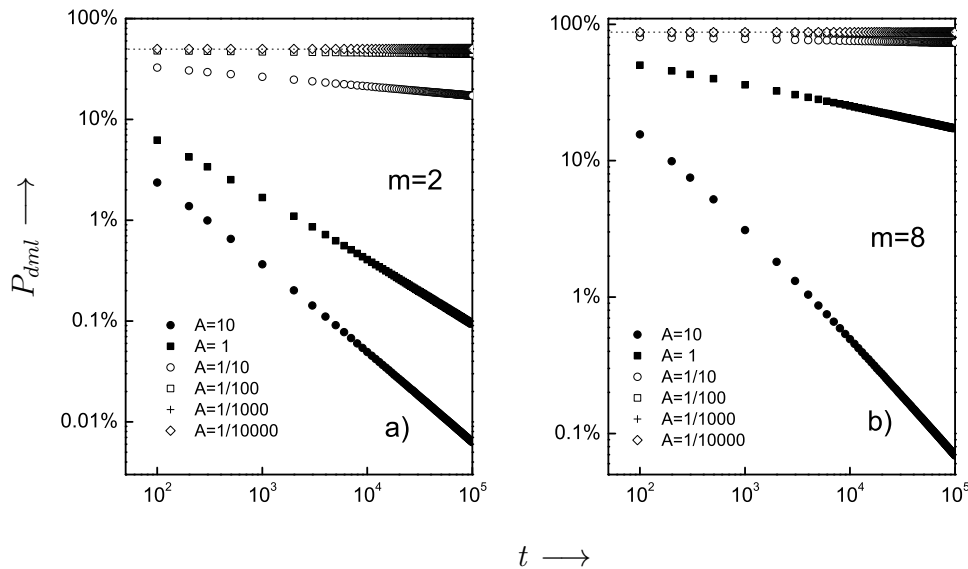 P_{dml} ⟶
100%
10%
1%
0.1%
0.01%
m=2
A=10
A= 1
A=1/10
A=1/100
A=1/1000
A=1/10000
a)
10^2 10^3 10^4 10^5
100%
10%
1%
0.1%
m=8
A=10
A= 1
A=1/10
A=1/100
A=1/1000
A=1/10000
b)
10^2 10^3 10^4 10^5
t ⟶